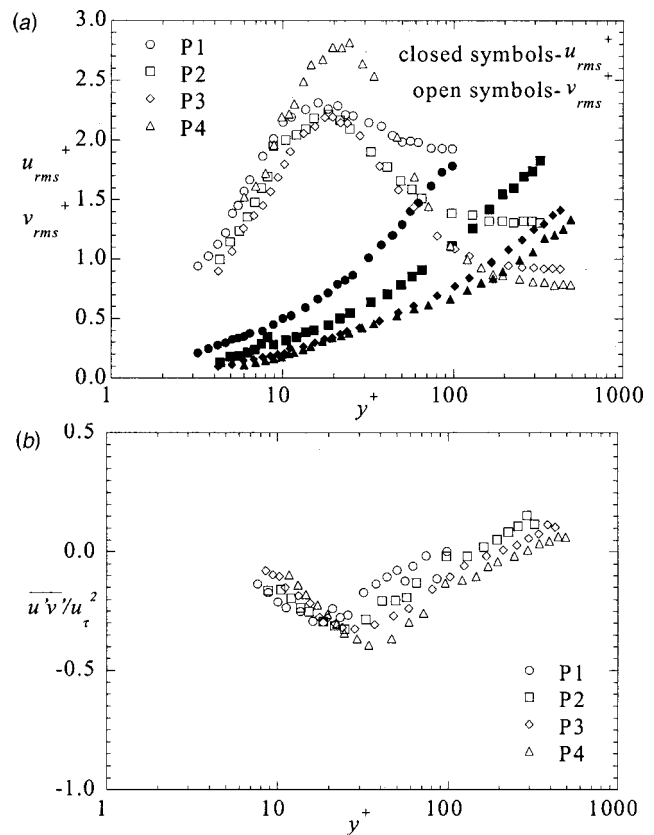 (a)
3.0
2.5
2.0
1.5
1.0
0.5
0.0
u_rms^+
v_rms^+
P1
P2
P3
P4
closed symbols-u_rms^+
open symbols-v_rms^+
1 10 100 1000
y^+
(b)
0.5
0.0
-0.5
-1.0
u'v'/u_τ^2
P1
P2
P3
P4
1 10 100 1000
y^+